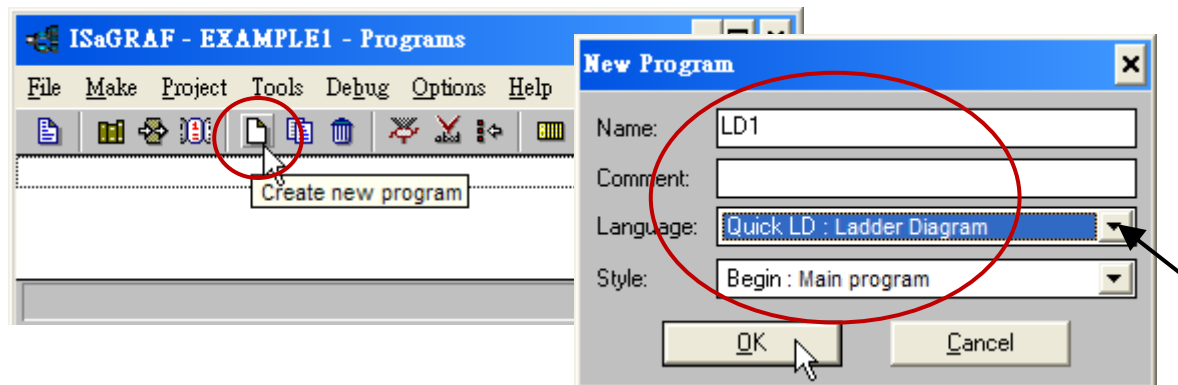 ISaGRAF - EXAMPLE1 - Programs
File Make Project Tools Debug Options Help
Create new program
New Program
Name: LD1
Comment:
Language: Quick LD : Ladder Diagram
Style: Begin : Main program
OK Cancel